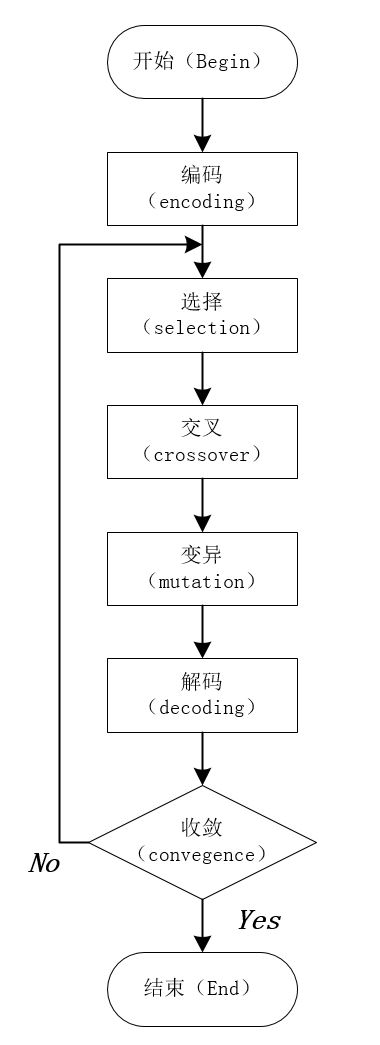 开始（Begin）
编码
（encoding）
选择
（selection）
交叉
（crossover）
变异
（mutation）
解码
（decoding）
收敛
（convegence）
No
Yes
结束（End）